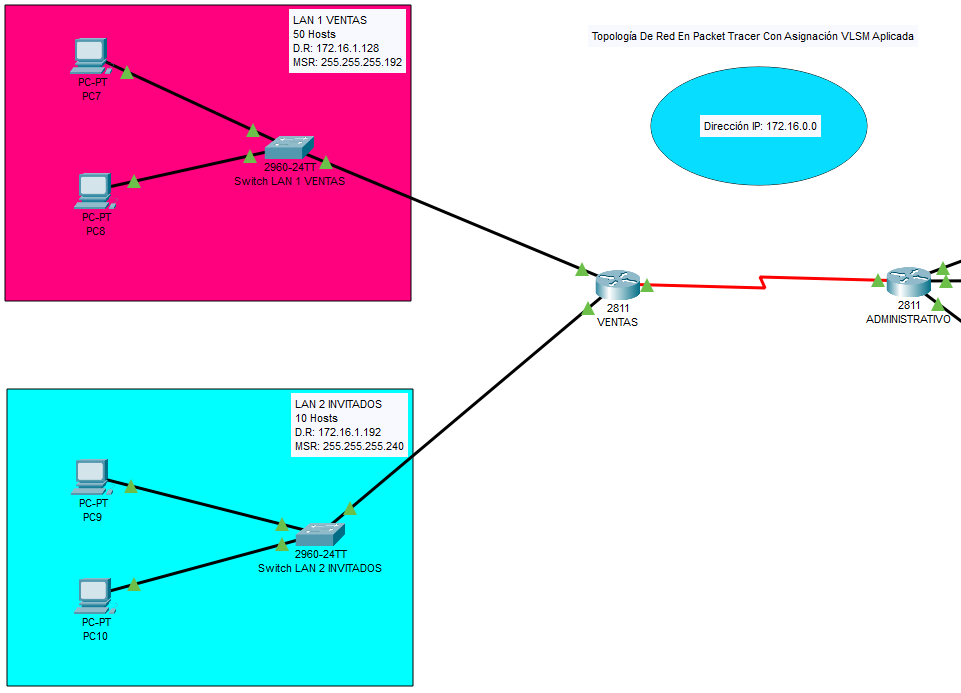 LAN 1 VENTAS
50 Hosts
D.R: 172.16.1.128
MSR: 255.255.255.192
Topología De Red En Packet Tracer Con Asignación VLSM Aplicada
Dirección IP: 172.16.0.0
PC-PT
PC7
2960-24TT
Switch LAN 1 VENTAS
PC-PT
PC8
2811
VENTAS
2811
ADMINISTRATIVO
LAN 2 INVITADOS
10 Hosts
D.R: 172.16.1.192
MSR: 255.255.255.240
PC-PT
PC9
2960-24TT
Switch LAN 2 INVITADOS
PC-PT
PC10